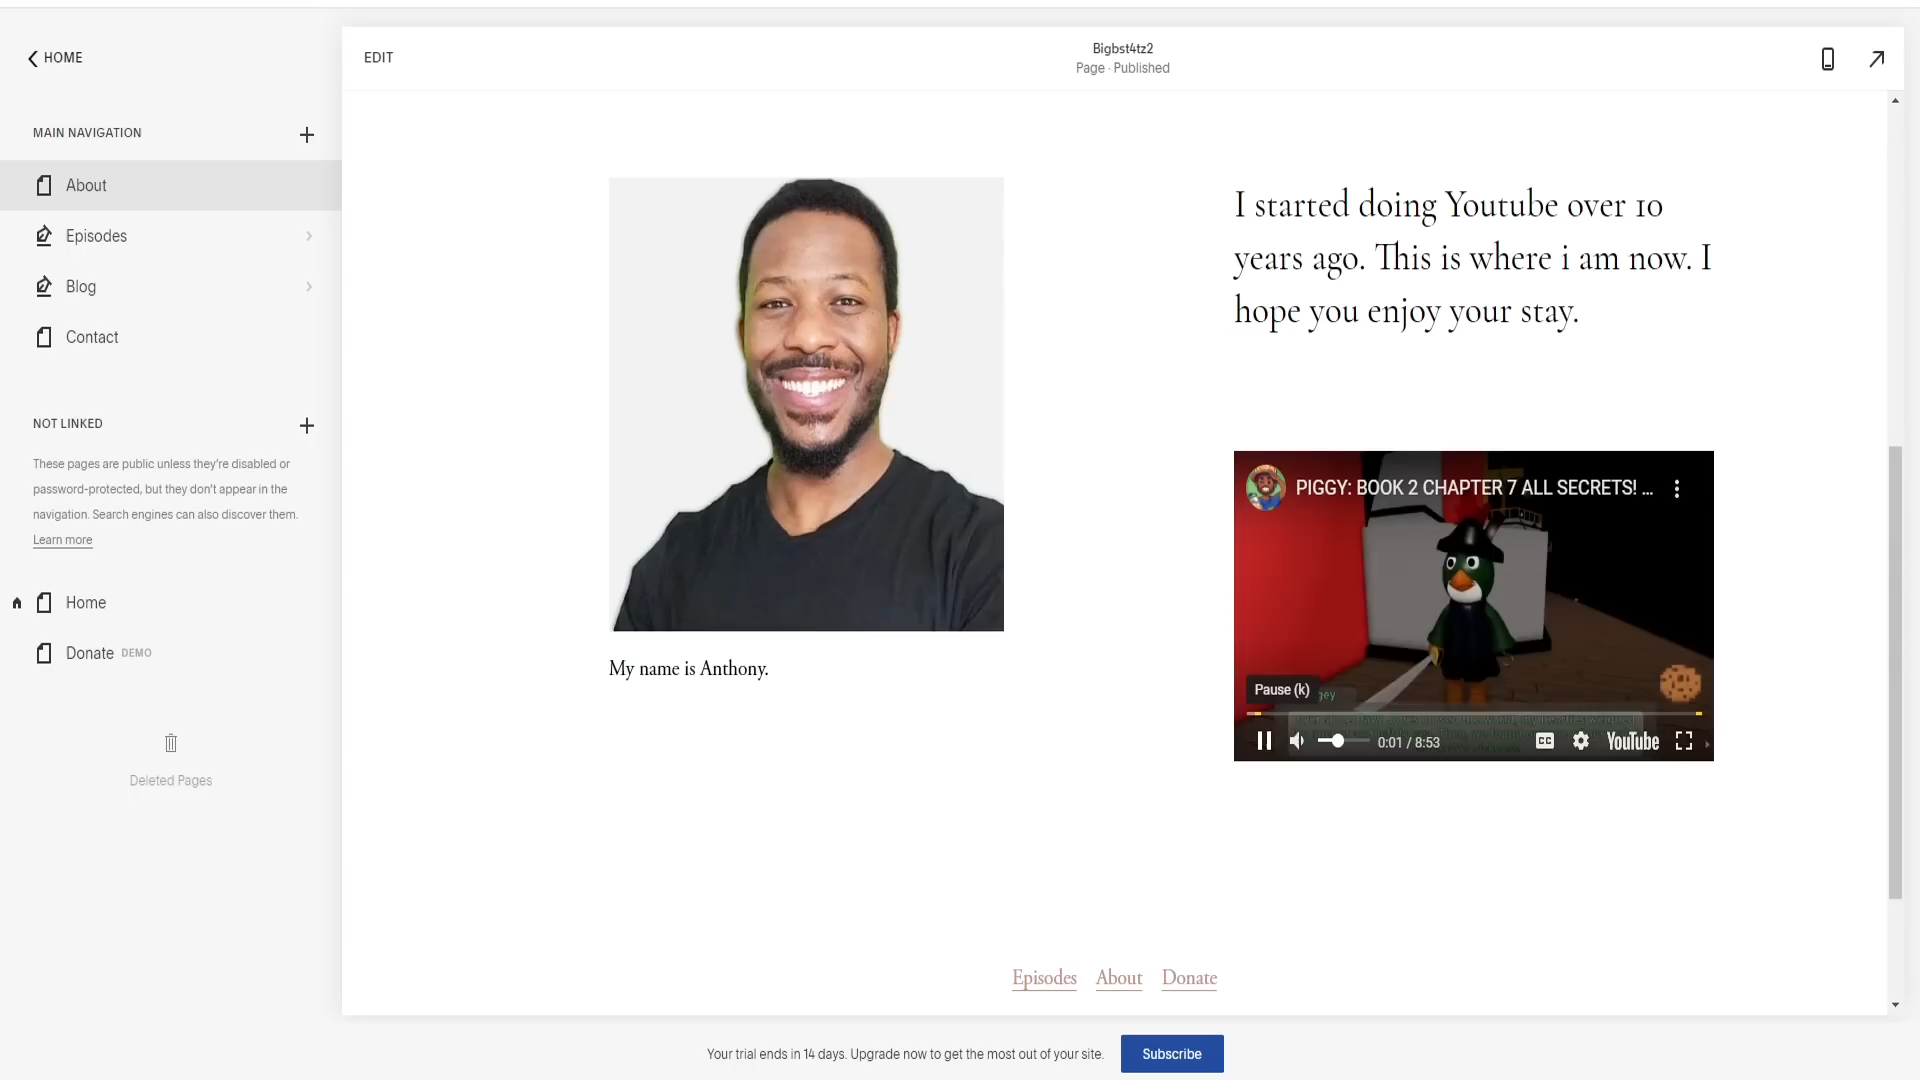 HOME
MAIN NAVIGATION
About
Episodes
Blog
Contact
NOT LINKED
These pages are public unless they're disabled or
password-protected, but they don't appear in the
navigation. Search engines can also discover them.
Learn more
Home
Donate DEMO
Deleted Pages
EDIT
Bigbst4tz2
Page · Published
My name is Anthony.
I started doing Youtube over 10
years ago. This is where i am now. I
hope you enjoy your stay.
PIGGY: BOOK 2 CHAPTER 7 ALL SECRETS! ...
Pause (k)
0:01 / 8:53
CC
YouTube
Episodes About Donate
Your trial ends in 14 days. Upgrade now to get the most out of your site.
Subscribe